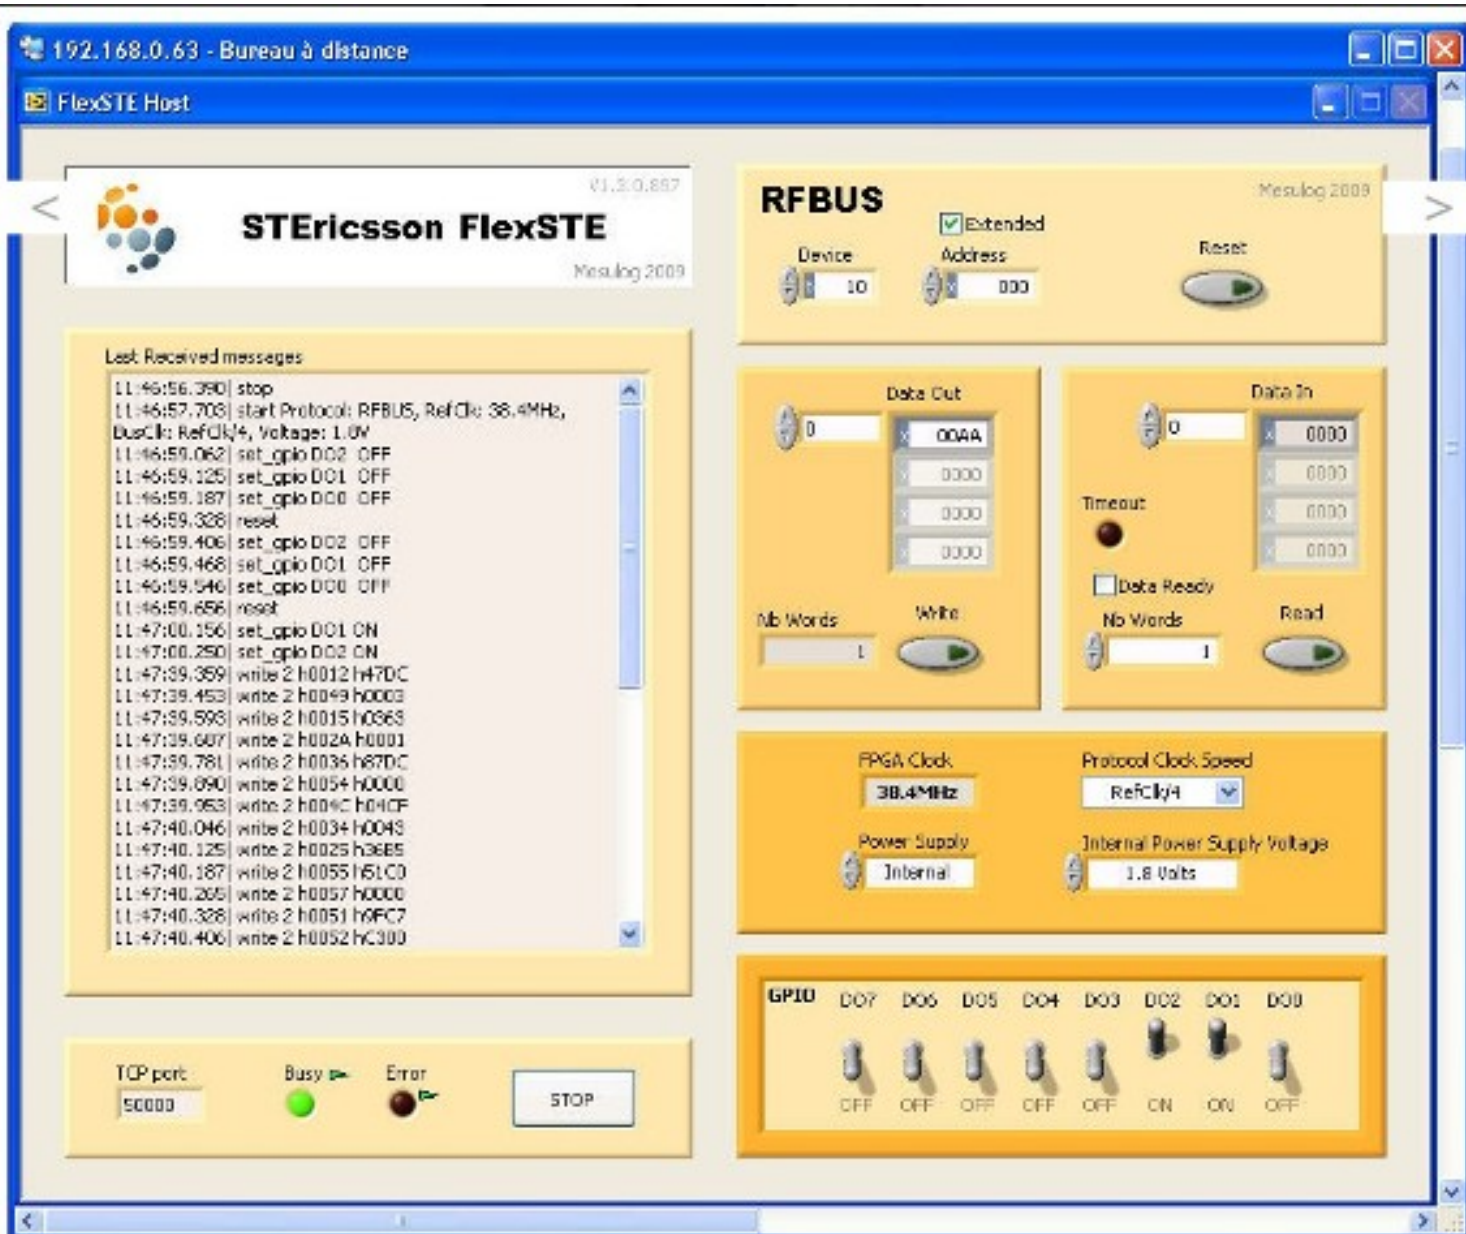 192.168.0.63 - Bureau à distance
FlexSTE Host
V1.3.0.897
STEricsson FlexSTE
Mesulog 2009
Last Received messages
11:46:56.390| stop
11:46:57.703| start Protocol: RFBUS, RefClk: 38.4MHz,
BusClk: RefClk/4, Voltage: 1.8V
11:46:59.062| set_gpio DO2 OFF
11:46:59.125| set_gpio DO1 OFF
11:46:59.187| set_gpio DO0 OFF
11:46:59.328| reset
11:46:59.406| set_gpio DO2 OFF
11:46:59.468| set_gpio DO1 OFF
11:46:59.546| set_gpio DO0 OFF
11:46:59.656| reset
11:47:00.156| set_gpio DO1 ON
11:47:00.250| set_gpio DO2 ON
11:47:39.359| write 2 h0012 h47DC
11:47:39.453| write 2 h0049 h0003
11:47:39.593| write 2 h0015 h0363
11:47:39.687| write 2 h002A h0001
11:47:39.781| write 2 h0036 h87DC
11:47:39.890| write 2 h0054 h0000
11:47:39.953| write 2 h004C h04CF
11:47:40.046| write 2 h0034 h0043
11:47:40.125| write 2 h0025 h36B5
11:47:40.187| write 2 h0055 h51C0
11:47:40.265| write 2 h0057 h0000
11:47:40.328| write 2 h0051 h9FC7
11:47:40.406| write 2 h0052 hC300
TCP port
50000
Busy
Error
STOP
RFBUS
Mesulog 2009
Extended
Device
Address
Reset
x 10
x 000
Data Out
0
x 00AA
x 0000
x 0000
x 0000
Nb Words
1
Write
Data In
0
x 0000
x 0000
x 0000
x 0000
Timeout
Data Ready
Nb Words
1
Read
FPGA Clock
38.4MHz
Protocol Clock Speed
RefClk/4
Power Supply
Internal
Internal Power Supply Voltage
1.8 Volts
GPIO DO7 DO6 DO5 DO4 DO3 DO2 DO1 DO0
OFF OFF OFF OFF OFF ON ON OFF